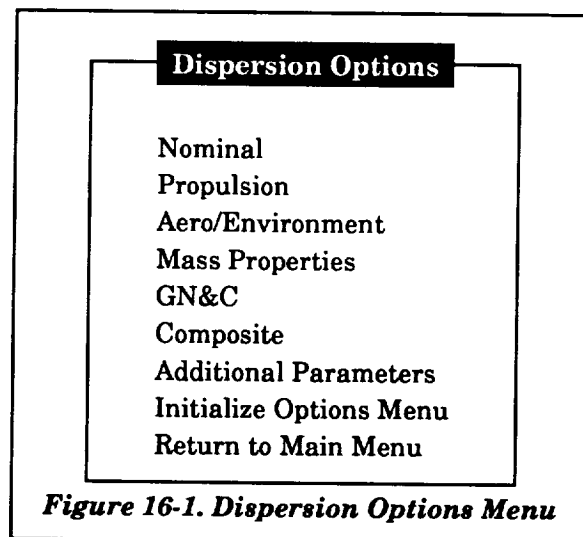 Dispersion Options
Nominal
Propulsion
Aero/Environment
Mass Properties
GN&C
Composite
Additional Parameters
Initialize Options Menu
Return to Main Menu
Figure 16-1. Dispersion Options Menu